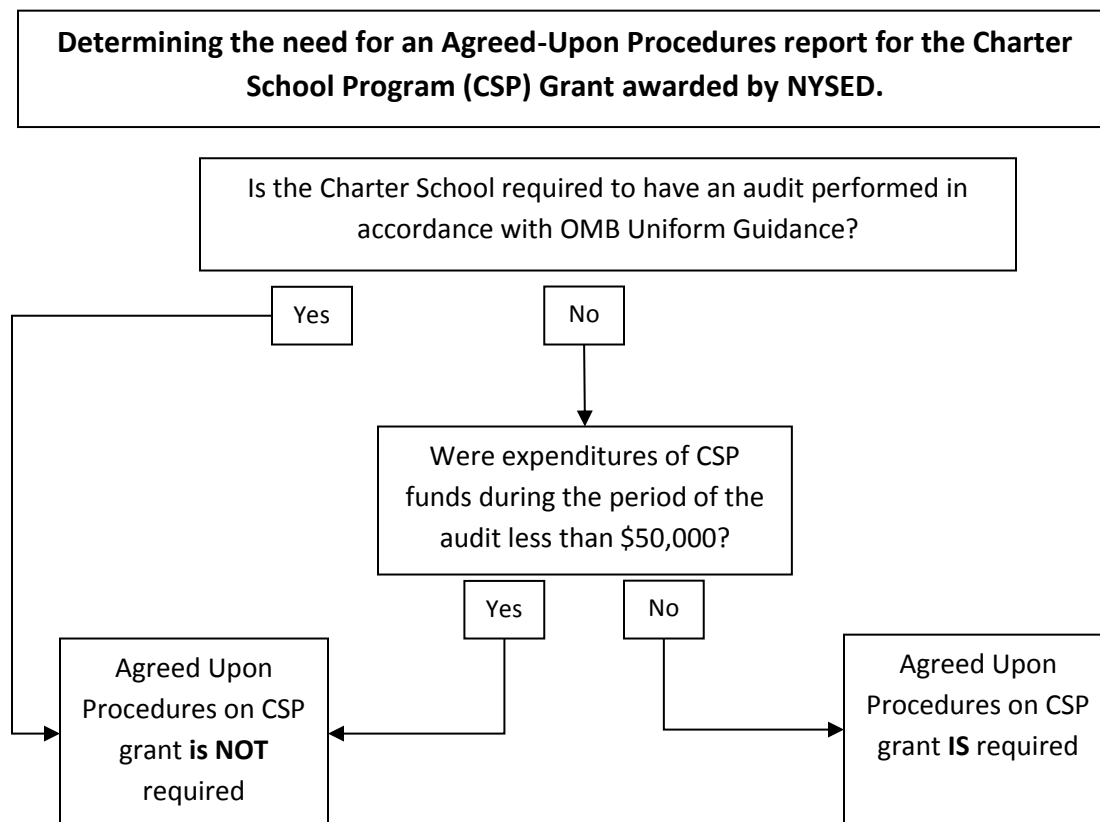 Determining the need for an Agreed-Upon Procedures report for the Charter
School Program (CSP) Grant awarded by NYSED.
Is the Charter School required to have an audit performed in
accordance with OMB Uniform Guidance?
Yes
No
Were expenditures of CSP
funds during the period of the
audit less than $50,000?
Yes
No
Agreed Upon
Procedures on CSP
grant is NOT
required
Agreed Upon
Procedures on CSP
grant IS required